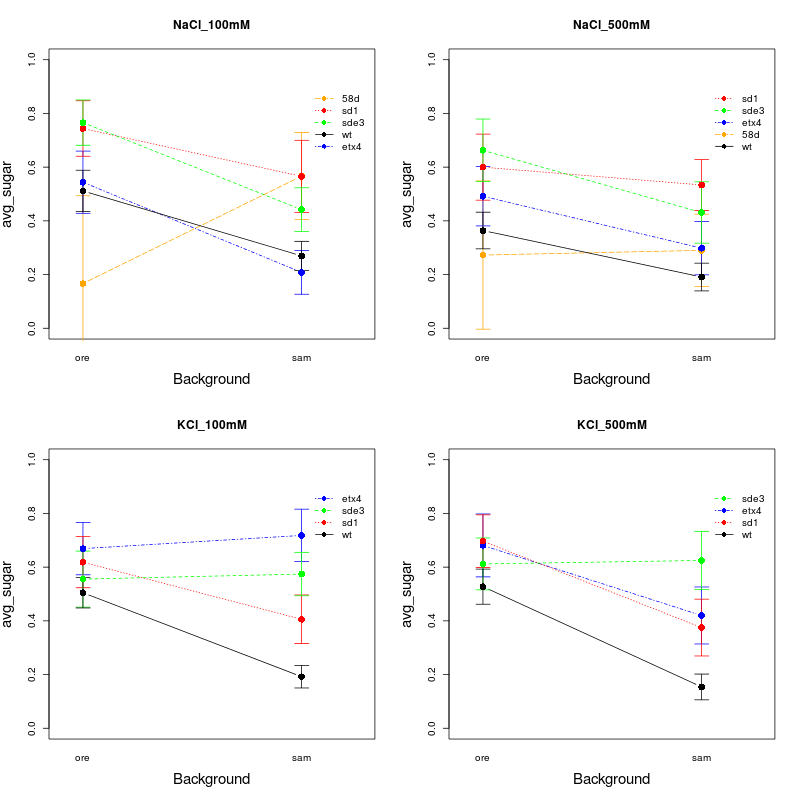 NaCl_100mM
avg_sugar
1.0
0.8
0.6
0.4
0.2
0.0
58d
sd1
sde3
wt
etx4
ore
sam
Background
NaCl_500mM
avg_sugar
1.0
0.8
0.6
0.4
0.2
0.0
sd1
sde3
etx4
58d
wt
ore
sam
Background
KCl_100mM
avg_sugar
1.0
0.8
0.6
0.4
0.2
0.0
etx4
sde3
sd1
wt
ore
sam
Background
KCl_500mM
avg_sugar
1.0
0.8
0.6
0.4
0.2
0.0
sde3
etx4
sd1
wt
ore
sam
Background